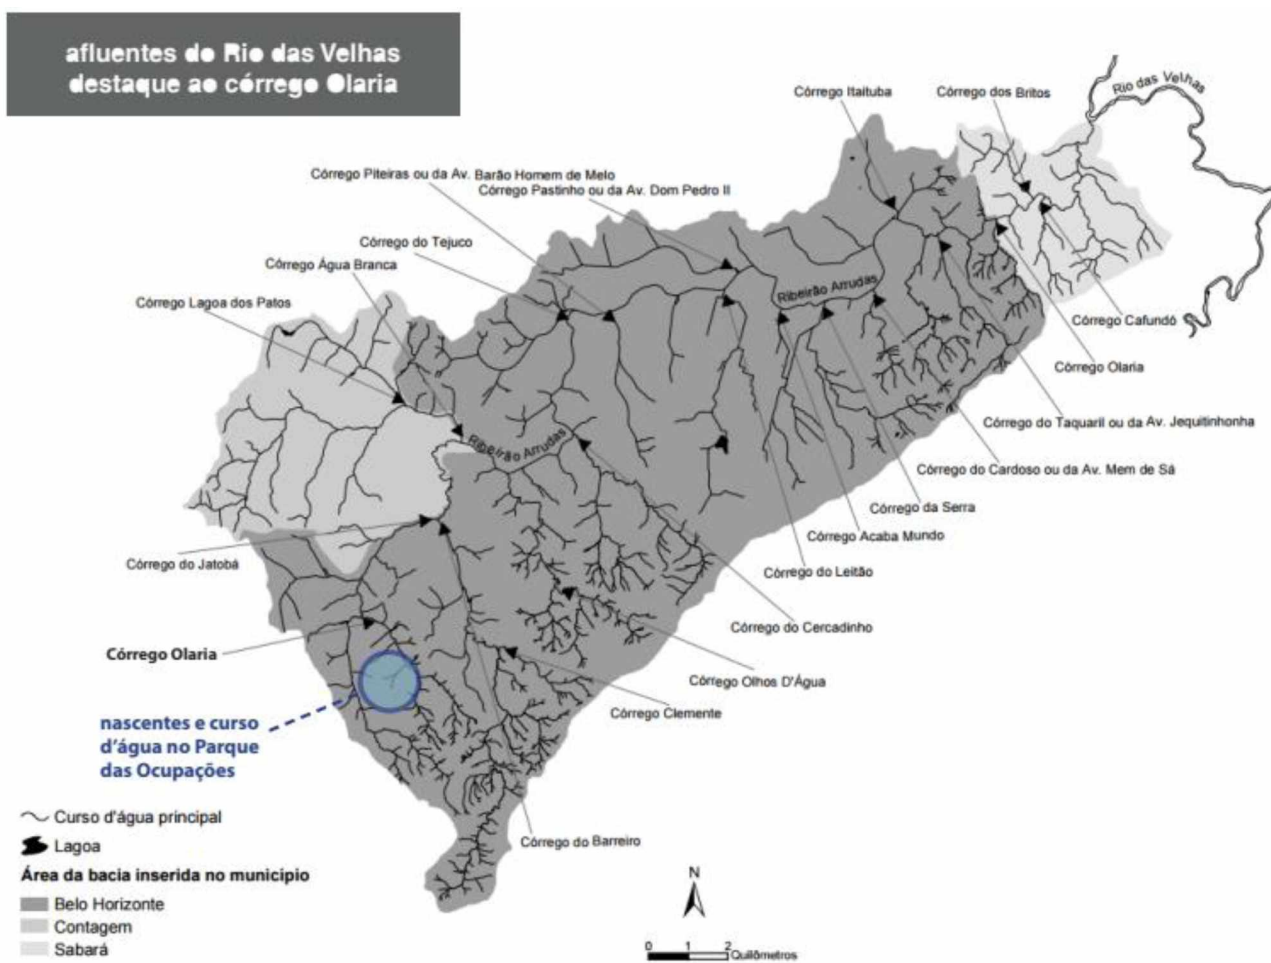 afluentes do Rio das Velhas
destaque ao córrego Olaria
Córrego Itaituba
Córrego dos Britos
Rio das Velhas
Córrego Piteiras ou da Av. Barão Homem de Melo
Córrego Pastinho ou da Av. Dom Pedro II
Córrego do Tejuco
Córrego Água Branca
Córrego Lagoa dos Patos
Ribeirão Arrudas
Córrego Cafundó
Córrego Olaria
Córrego do Taquaril ou da Av. Jequitinhonha
Ribeirão Arrudas
Córrego do Cardoso ou da Av. Mem de Sá
Córrego da Serra
Córrego Acaba Mundo
Córrego do Jatobá
Córrego do Leitão
Córrego do Cercadinho
Córrego Olaria
Córrego Olhos D'Água
Córrego Clemente
nascentes e curso
d'água no Parque
das Ocupações
Curso d'água principal
Córrego do Barreiro
Lagoa
Área da bacia inserida no município
Belo Horizonte
Contagem
Sabará
N
0 1 2
Quilômetros